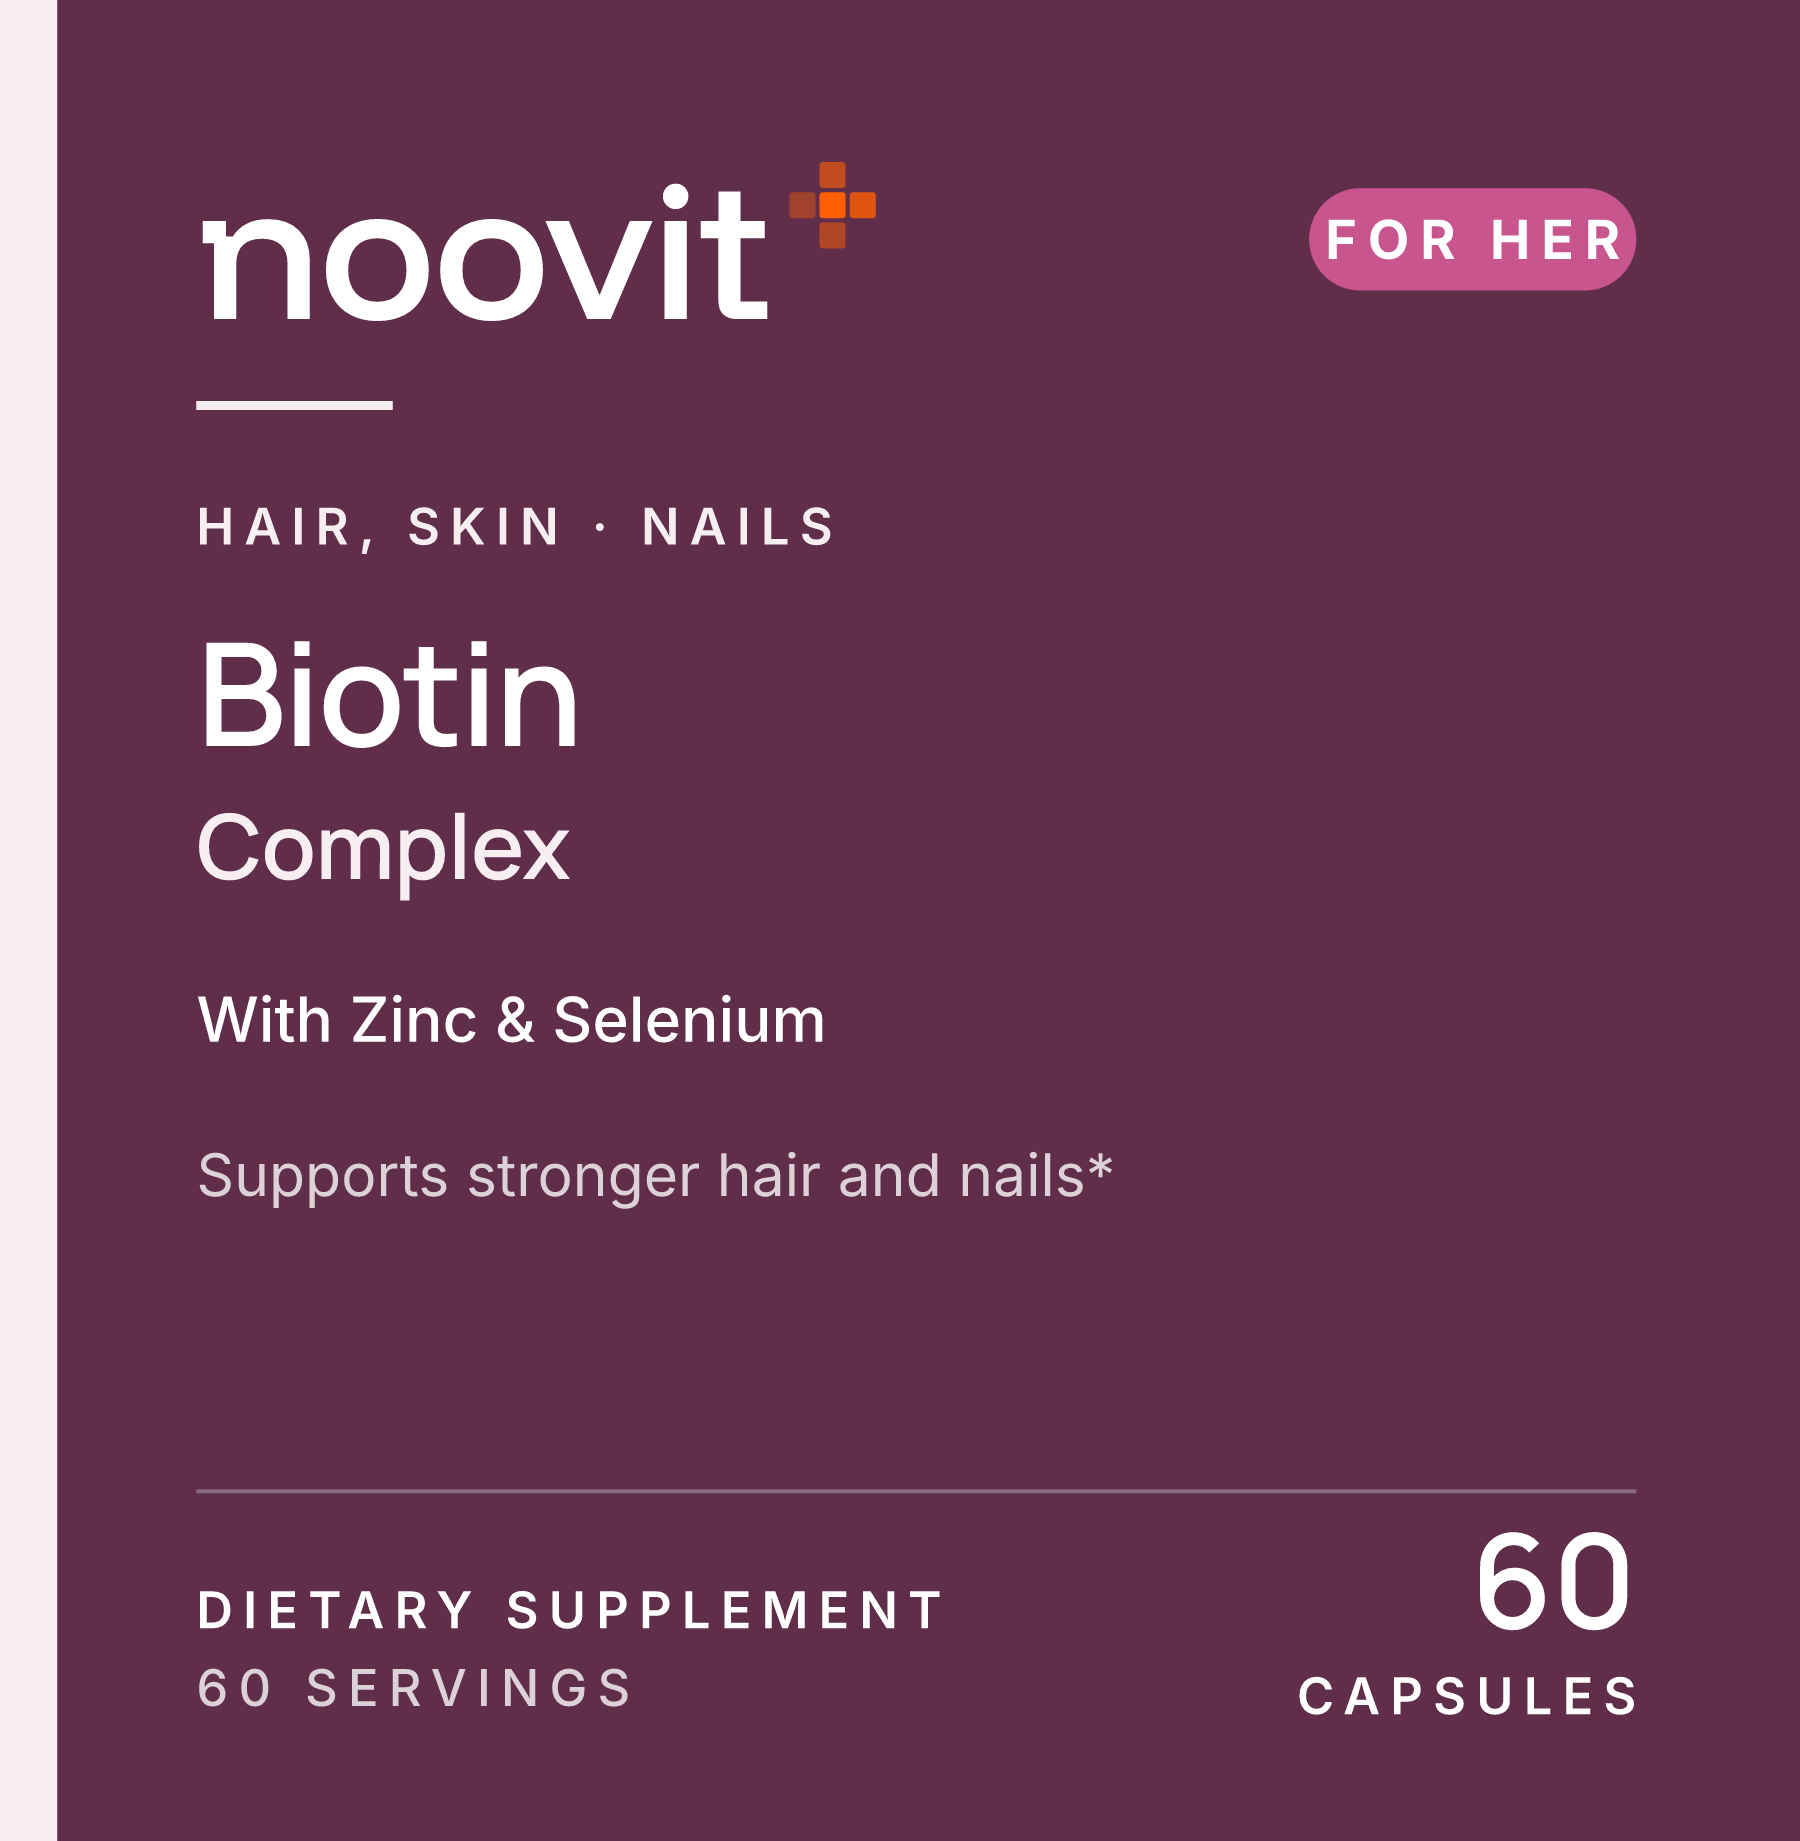 noovit
FOR HER
HAIR, SKIN · NAILS
Biotin
Complex
With Zinc & Selenium
Supports stronger hair and nails*
DIETARY SUPPLEMENT
60 SERVINGS
60
CAPSULES